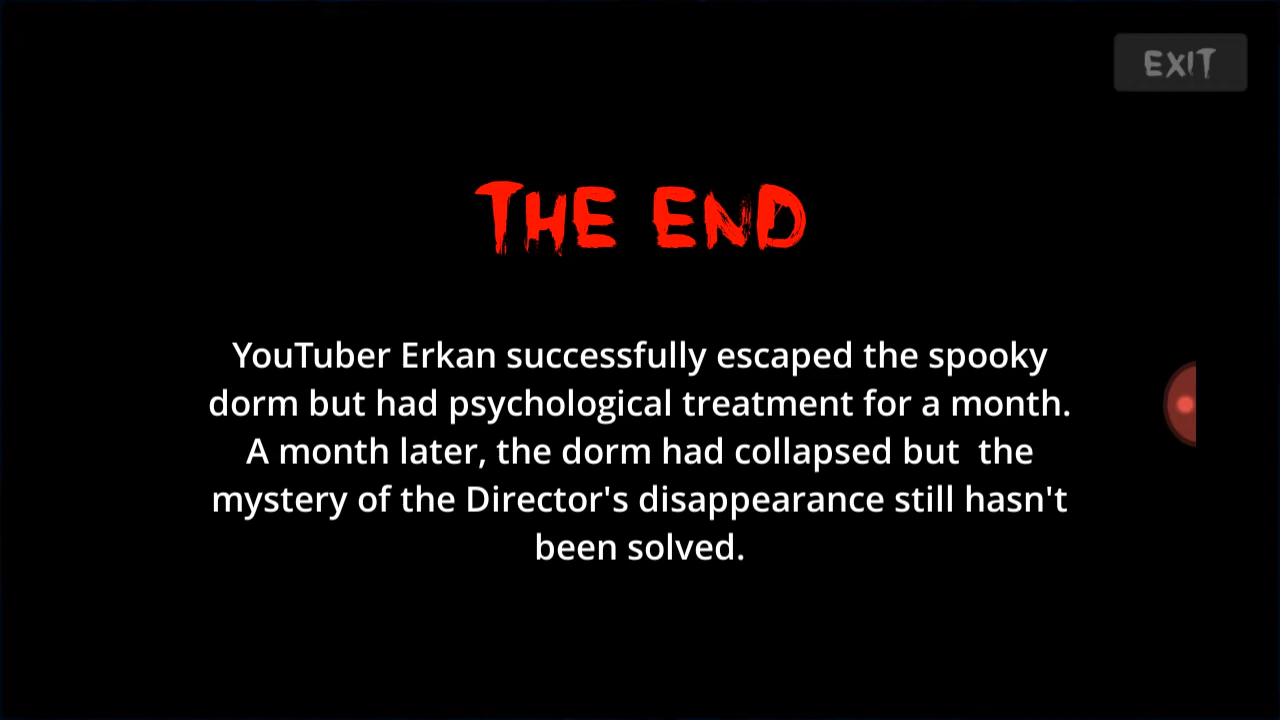 EXIT
THE END
YouTuber Erkan successfully escaped the spooky
dorm but had psychological treatment for a month.
A month later, the dorm had collapsed but  the
mystery of the Director's disappearance still hasn't
been solved.